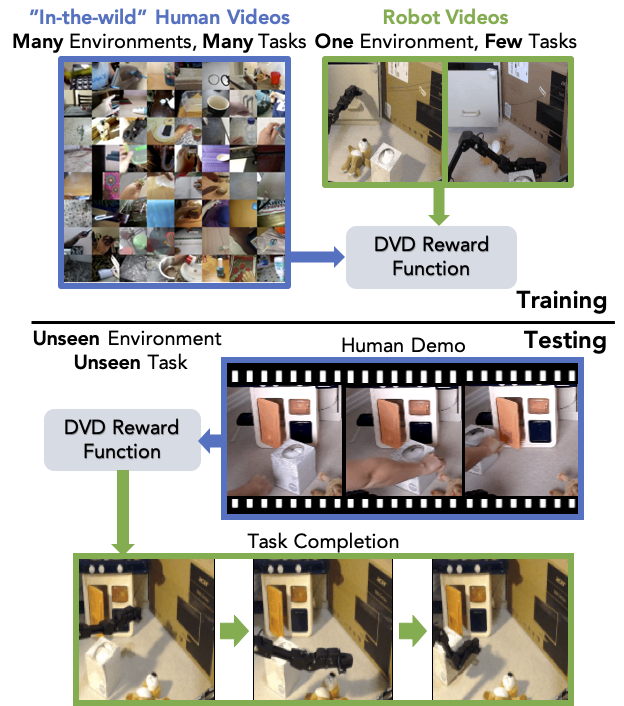 "In-the-wild" Human Videos
Many Environments, Many Tasks
Robot Videos
One Environment, Few Tasks
DVD Reward
Function
Training
Unseen Environment
Unseen Task
Testing
Human Demo
DVD Reward
Function
Task Completion